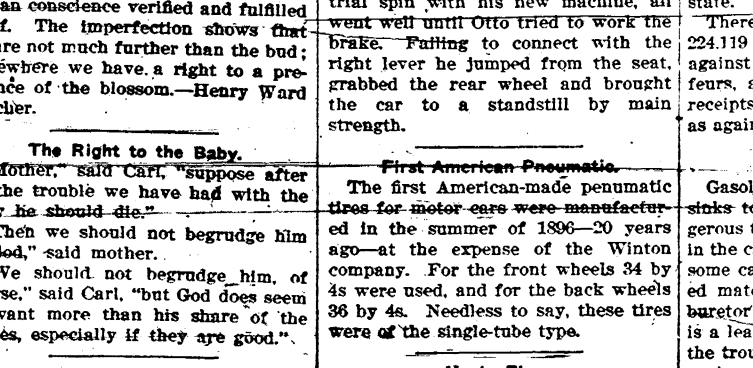 an conscience verified and fulfilled
f. The imperfection shows that
re not much further than the bud;
ewhere we have a right to a pre-
nce of the blossom.—Henry Ward
cher.
The Right to the Baby.
Mother," said Carl, "suppose after
the trouble we have had with the
y he should die."
Then we should not begrudge him
od," said mother.
We should not begrudge him, of
se," said Carl, "but God does seem
want more than his share of the
es, especially if they are good."
trial spin with his new machine, all
went well until Otto tried to work the
brake. Failing to connect with the
right lever he jumped from the seat,
grabbed the rear wheel and brought
the car to a standstill by main
strength.
First American Pneumatic.
The first American-made penumatic
tires for motor cars were manufactur-
ed in the summer of 1896—20 years
ago—at the expense of the Winton
company. For the front wheels 34 by
4s were used, and for the back wheels
36 by 4s. Needless to say, these tires
were of the single-tube type.
state.
There
224.119
against
feurs, a
receipts
as again
Gasol
sinks to
gerous t
in the c
some ca
ed mate
buretor
is a lea
the trou